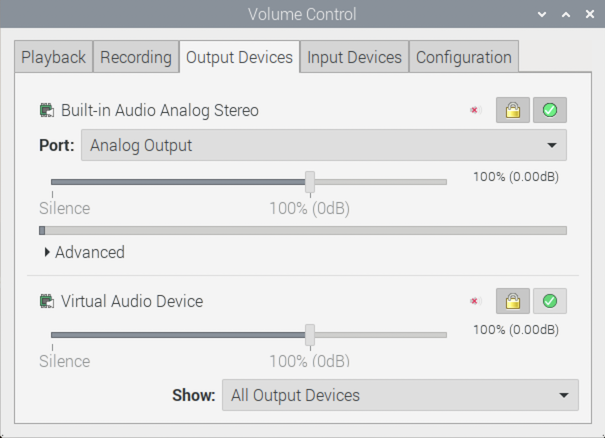 Volume Control
Playback Recording Output Devices Input Devices Configuration
Built-in Audio Analog Stereo
Port: Analog Output
100% (0.00dB)
Silence 100% (0dB)
Advanced
Virtual Audio Device
100% (0.00dB)
Silence 100% (0dB)
Show: All Output Devices